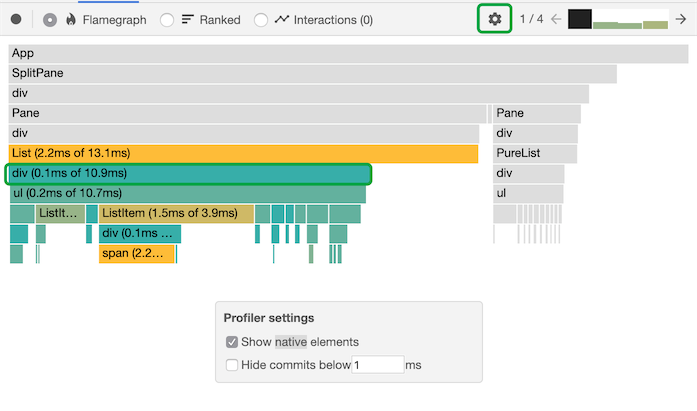 Flamegraph Ranked Interactions (0) 1 / 4
App
SplitPane
div
Pane Pane
div div
List (2.2ms of 13.1ms) PureList
div (0.1ms of 10.9ms) div
ul (0.2ms of 10.7ms) ul
ListIt… ListItem (1.5ms of 3.9ms)
div (0.1ms …
span (2.2…
Profiler settings
Show native elements
Hide commits below 1 ms